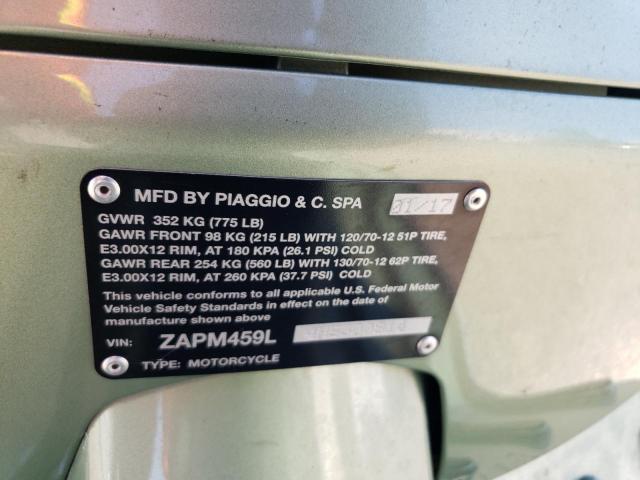 MFD BY PIAGGIO & C. SPA 01/17
GVWR 352 KG (775 LB)
GAWR FRONT 98 KG (215 LB) WITH 120/70-12 51P TIRE,
E3.00X12 RIM, AT 180 KPA (26.1 PSI) COLD
GAWR REAR 254 KG (560 LB) WITH 130/70-12 62P TIRE,
E3.00X12 RIM, AT 260 KPA (37.7 PSI) COLD
This vehicle conforms to all applicable U.S. Federal Motor
Vehicle Safety Standards in effect on the date of
manufacture shown above
VIN: ZAPM459L
TYPE: MOTORCYCLE